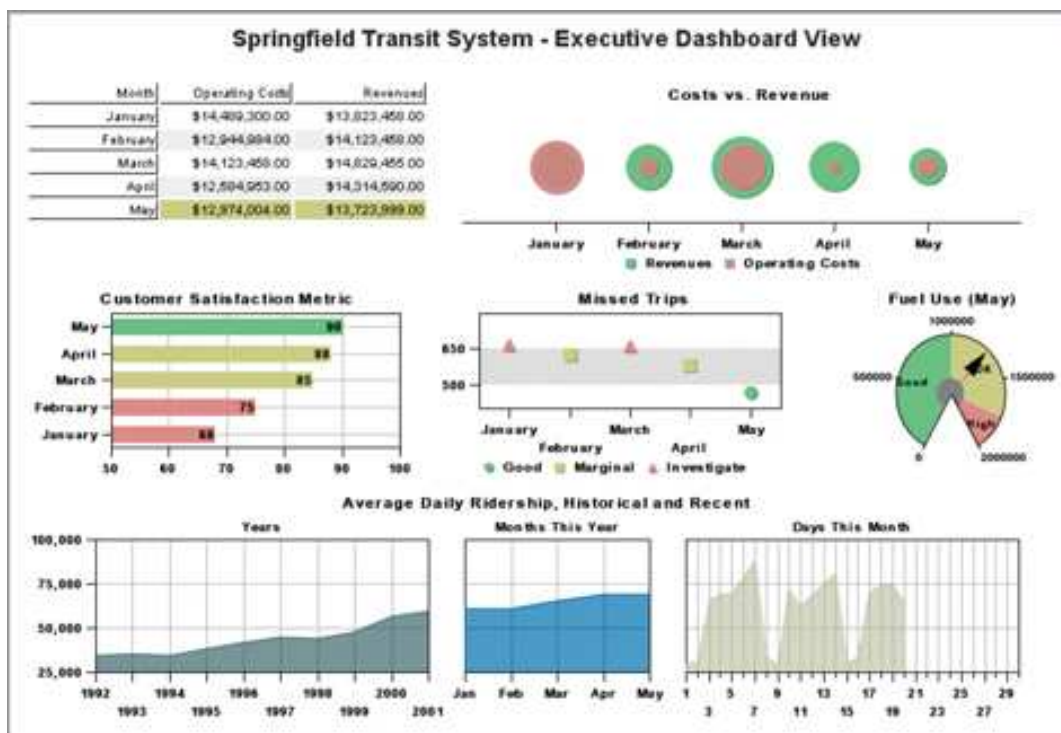 Springfield Transit System - Executive Dashboard View
Month Operating Costs Revenues
January $14,489,300.00 $13,823,458.00
February $12,944,984.00 $14,123,458.00
March $14,123,458.00 $14,829,455.00
April $12,584,953.00 $14,314,590.00
May $12,974,004.00 $13,723,999.00
Costs vs. Revenue
January February March April May
Revenues Operating Costs
Customer Satisfaction Metric
May 90
April 88
March 85
February 75
January 68
50 60 70 80 90 100
Missed Trips
650
500
January March May
February April
Good Marginal Investigate
Fuel Use (May)
1000000
500000 1500000
Good OK
High
0 2000000
Average Daily Ridership, Historical and Recent
Years
100,000
75,000
50,000
25,000
1992 1994 1996 1998 2000
1993 1995 1997 1999 2001
Months This Year
Jan Feb Mar Apr May
Days This Month
1 5 9 13 17 21 25 29
3 7 11 15 19 23 27